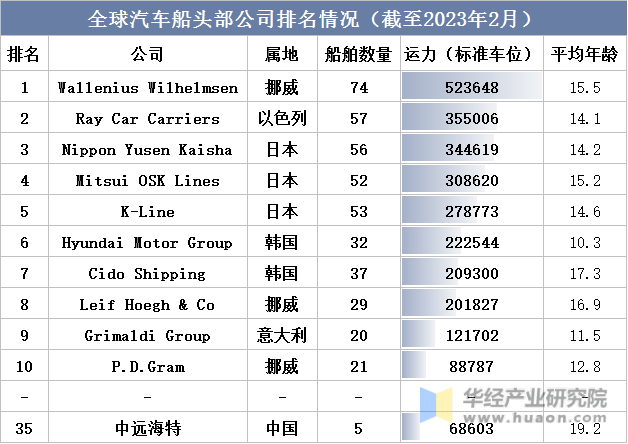 全球汽车船头部公司排名情况（截至2023年2月）
排名 公司 属地 船舶数量 运力（标准车位） 平均年龄
1 Wallenius Wilhelmsen 挪威 74 523648 15.5
2 Ray Car Carriers 以色列 57 355006 14.1
3 Nippon Yusen Kaisha 日本 56 344619 14.2
4 Mitsui OSK Lines 日本 52 308620 15.2
5 K-Line 日本 53 278773 14.6
6 Hyundai Motor Group 韩国 32 222544 10.3
7 Cido Shipping 韩国 37 209300 17.3
8 Leif Hoegh & Co 挪威 29 201827 16.9
9 Grimaldi Group 意大利 20 121702 11.5
10 P.D.Gram 挪威 21 88787 12.8
- - - - - -
35 中远海特 中国 5 68603 19.2
华经产业研究院
www.huaon.com